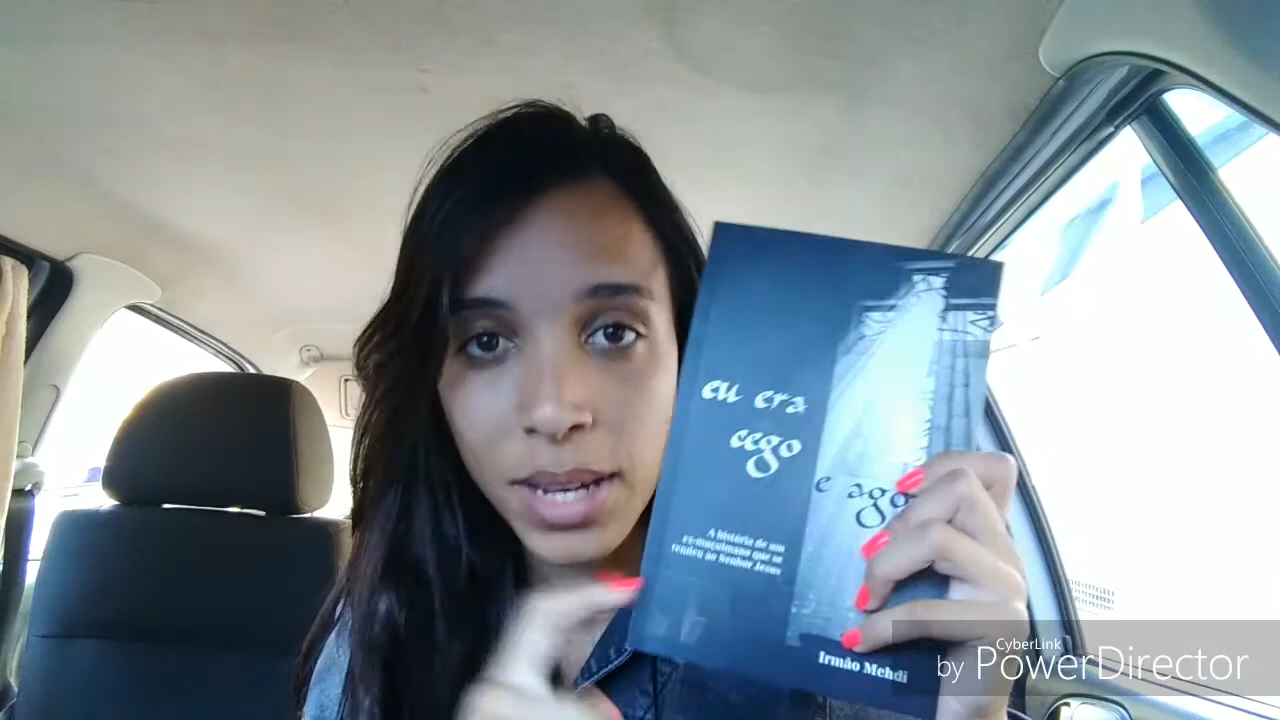 eu era
cego
e ago
A história de um
ex-muçulmano que se
rendeu ao Senhor Jesus
Irmão Mehdi
CyberLink
by PowerDirector